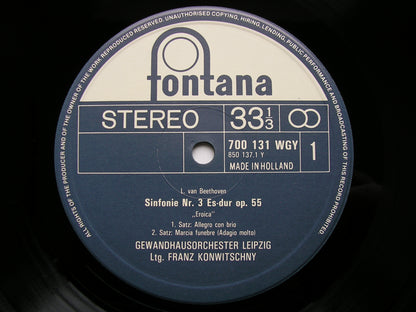 ALL RIGHTS OF THE PRODUCER AND OF THE OWNER OF THE WORK REPRODUCED RESERVED. UNAUTHORISED COPYING, HIRING, LENDING, PUBLIC PERFORMANCE AND BROADCASTING OF THIS RECORD PROHIBITED.
fontana
STEREO
33 1/3
700 131 WGY
650 137.1 Y
MADE IN HOLLAND
1
L. van Beethoven
Sinfonie Nr. 3 Es-dur op. 55
„Eroica"
1. Satz: Allegro con brio
2. Satz: Marcia funebre (Adagio molto)
GEWANDHAUSORCHESTER LEIPZIG
Ltg. FRANZ KONWITSCHNY